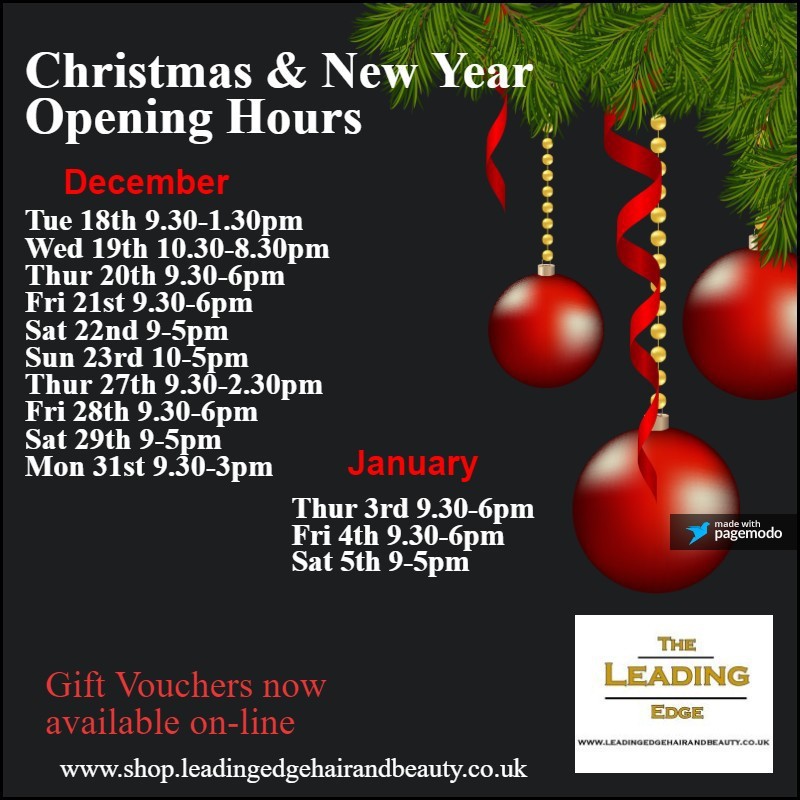 Christmas & New Year
Opening Hours
December
Tue 18th 9.30-1.30pm
Wed 19th 10.30-8.30pm
Thur 20th 9.30-6pm
Fri 21st 9.30-6pm
Sat 22nd 9-5pm
Sun 23rd 10-5pm
Thur 27th 9.30-2.30pm
Fri 28th 9.30-6pm
Sat 29th 9-5pm
Mon 31st 9.30-3pm
January
Thur 3rd 9.30-6pm
Fri 4th 9.30-6pm
Sat 5th 9-5pm
made with
pagemodo
Gift Vouchers now
available on-line
www.shop.leadingedgehairandbeauty.co.uk
THE
LEADING
EDGE
WWW.LEADINGEDGEHAIRANDBEAUTY.CO.UK